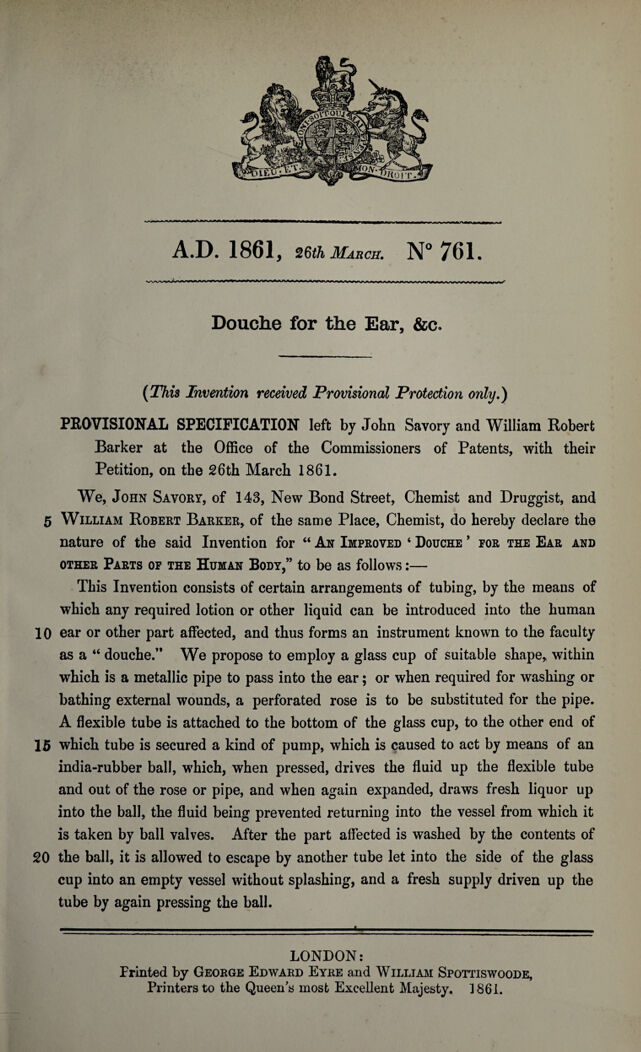 HONI SOIT QUI MAL Y PENSE
DIEU·ET MON·DROIT.
A.D. 1861, 26th March. N° 761.
Douche for the Ear, &c.
(This Invention received Provisional Protection only.)
PROVISIONAL SPECIFICATION left by John Savory and William Robert
Barker at the Office of the Commissioners of Patents, with their
Petition, on the 26th March 1861.
We, John Savory, of 143, New Bond Street, Chemist and Druggist, and
5 William Robert Barker, of the same Place, Chemist, do hereby declare the
nature of the said Invention for “An Improved ‘Douche’ for the Ear and
other Parts of the Human Body,” to be as follows:—
This Invention consists of certain arrangements of tubing, by the means of
which any required lotion or other liquid can be introduced into the human
10 ear or other part affected, and thus forms an instrument known to the faculty
as a “douche.” We propose to employ a glass cup of suitable shape, within
which is a metallic pipe to pass into the ear; or when required for washing or
bathing external wounds, a perforated rose is to be substituted for the pipe.
A flexible tube is attached to the bottom of the glass cup, to the other end of
15 which tube is secured a kind of pump, which is caused to act by means of an
india-rubber ball, which, when pressed, drives the fluid up the flexible tube
and out of the rose or pipe, and when again expanded, draws fresh liquor up
into the ball, the fluid being prevented returning into the vessel from which it
is taken by ball valves. After the part affected is washed by the contents of
20 the ball, it is allowed to escape by another tube let into the side of the glass
cup into an empty vessel without splashing, and a fresh supply driven up the
tube by again pressing the ball.
LONDON:
Printed by George Edward Eyre and William Spottiswoode,
Printers to the Queen's most Excellent Majesty. 1861.